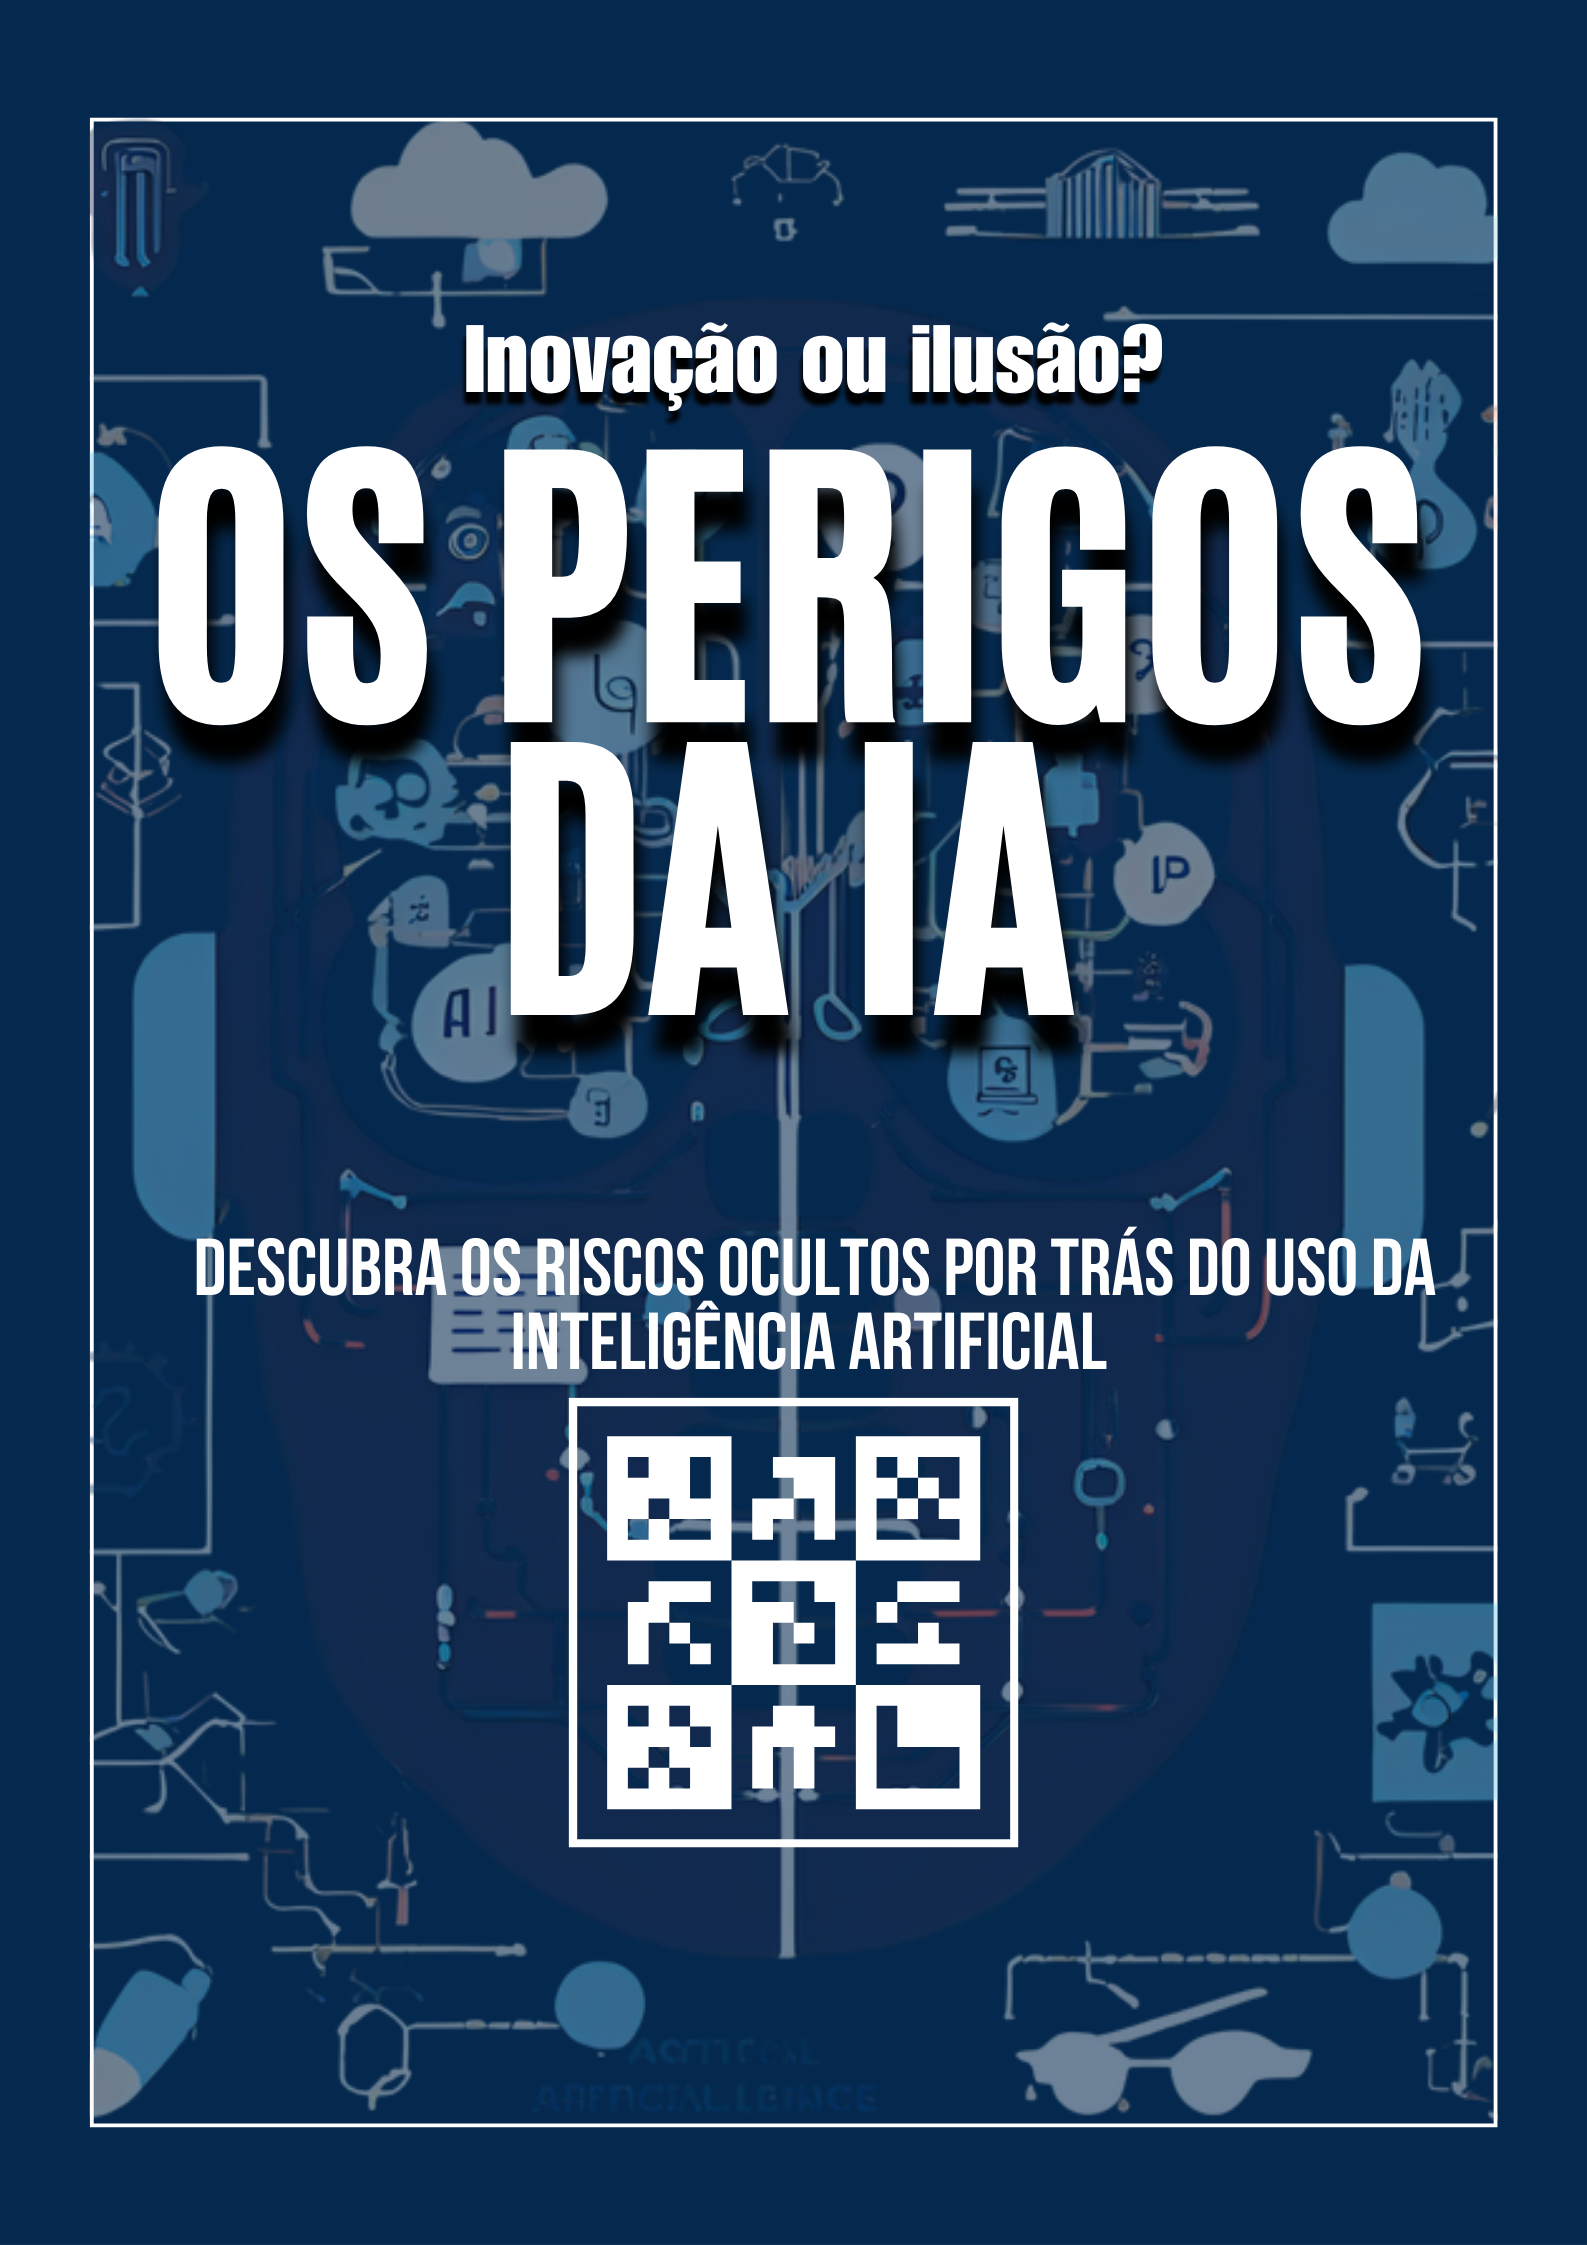 Inovação ou ilusão?
OS PERIGOS
DA IA
DESCUBRA OS RISCOS OCULTOS POR TRÁS DO USO DA
INTELIGÊNCIA ARTIFICIAL